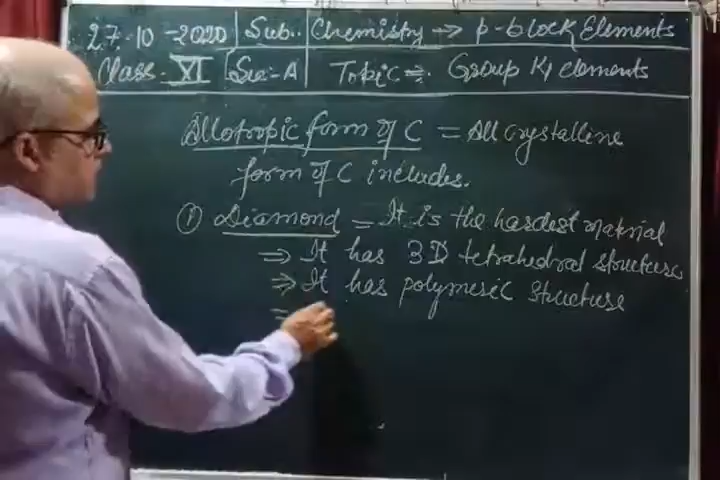 27.10-2020 Sub.. Chemistry → p-block Elements
Class- XI Sec-A Topic ⇒ Group 14 elements
Allotropic form of C = All crystalline
form of C includes.
① Diamond = It is the hardest material
⇒ It has 3D tetrahedral structure
⇒ It has polymeric structure
=